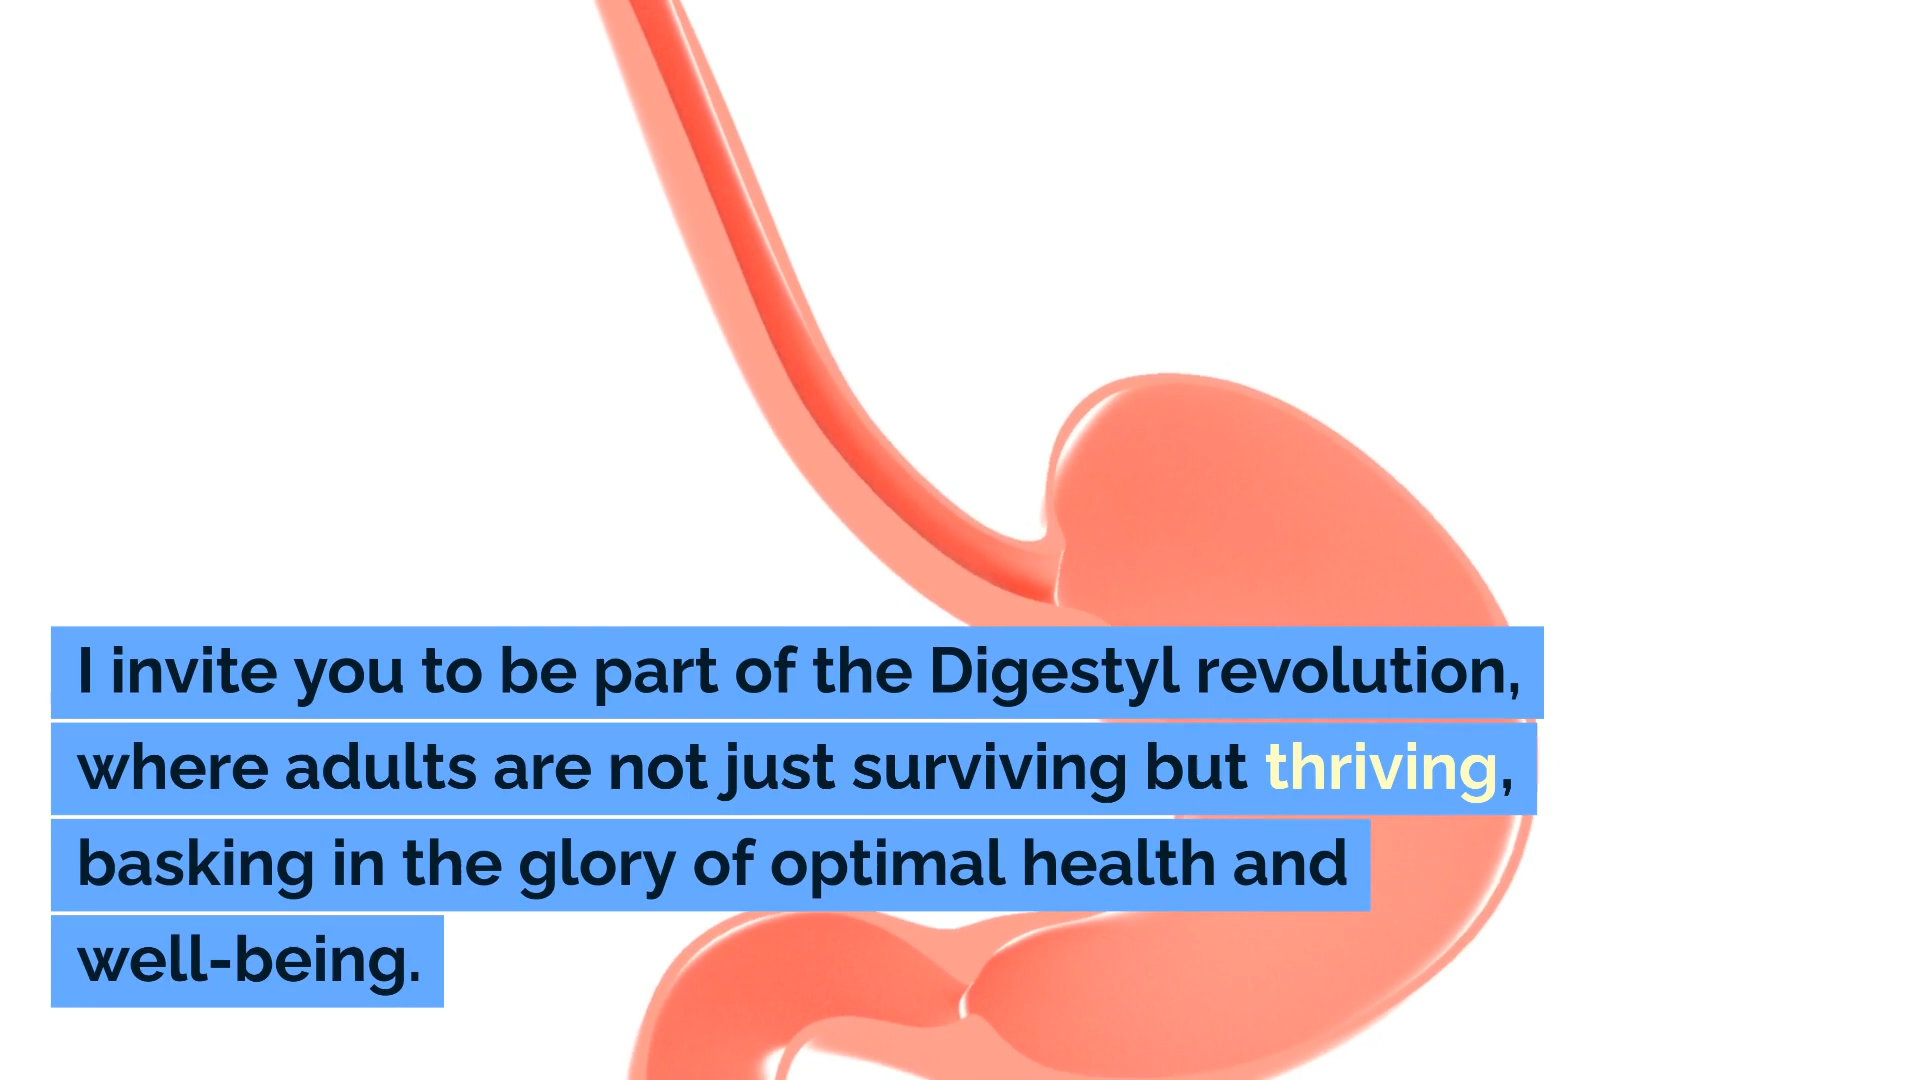 I invite you to be part of the Digestyl revolution,
where adults are not just surviving but thriving,
basking in the glory of optimal health and
well-being.